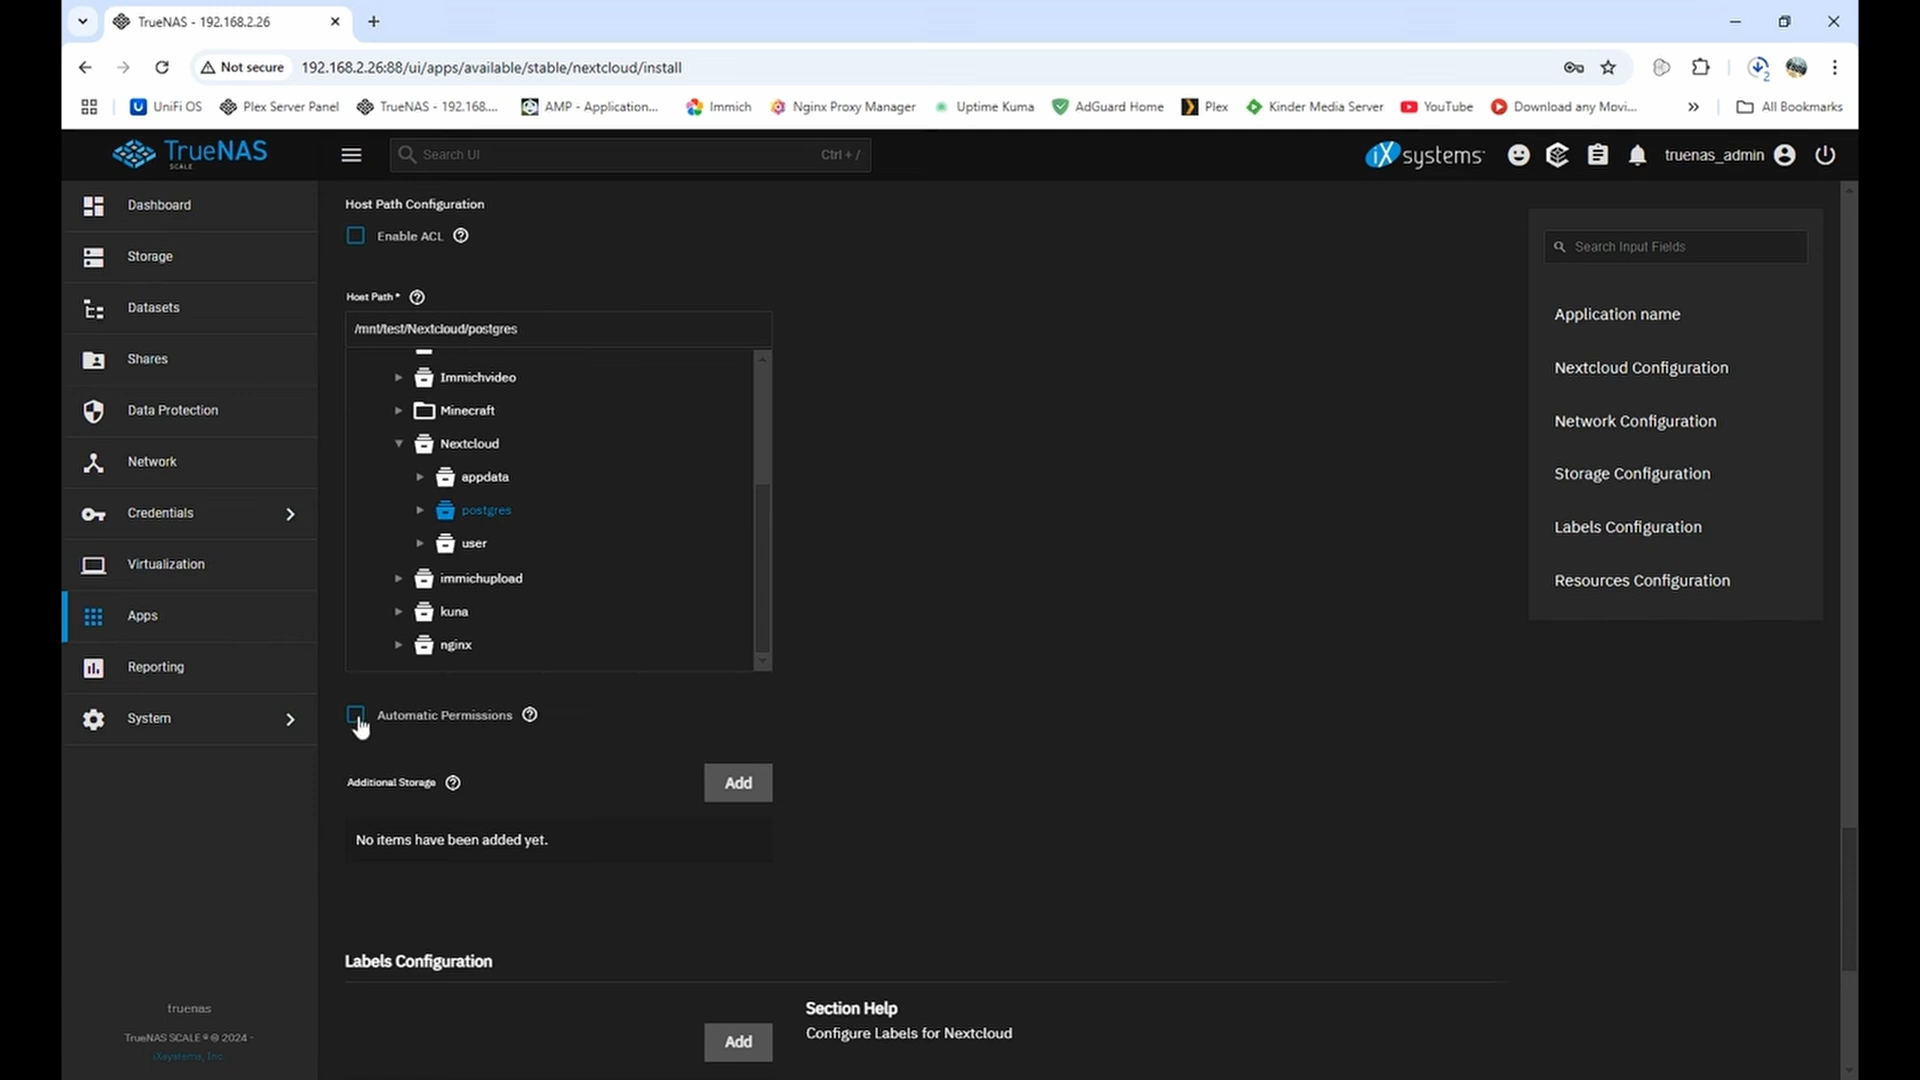 TrueNAS - 192.168.2.26
Not secure
192.168.2.26:88/ui/apps/available/stable/nextcloud/install
2
UniFi OS
Plex Server Panel
TrueNAS - 192.168....
AMP - Application...
Immich
Nginx Proxy Manager
Uptime Kuma
AdGuard Home
Plex
Kinder Media Server
YouTube
Download any Movi...
»
All Bookmarks
TrueNAS
SCALE
Search UI
Ctrl + /
iX systems
truenas_admin
Dashboard
Storage
Datasets
Shares
Data Protection
Network
Credentials
Virtualization
Apps
Reporting
System
truenas
TrueNAS SCALE ® © 2024 -
iXsystems, Inc.
Host Path Configuration
Enable ACL
Host Path *
/mnt/test/Nextcloud/postgres
Immichvideo
Minecraft
Nextcloud
appdata
postgres
user
immichupload
kuna
nginx
Automatic Permissions
Additional Storage
Add
No items have been added yet.
Labels Configuration
Add
Section Help
Configure Labels for Nextcloud
Search Input Fields
Application name
Nextcloud Configuration
Network Configuration
Storage Configuration
Labels Configuration
Resources Configuration